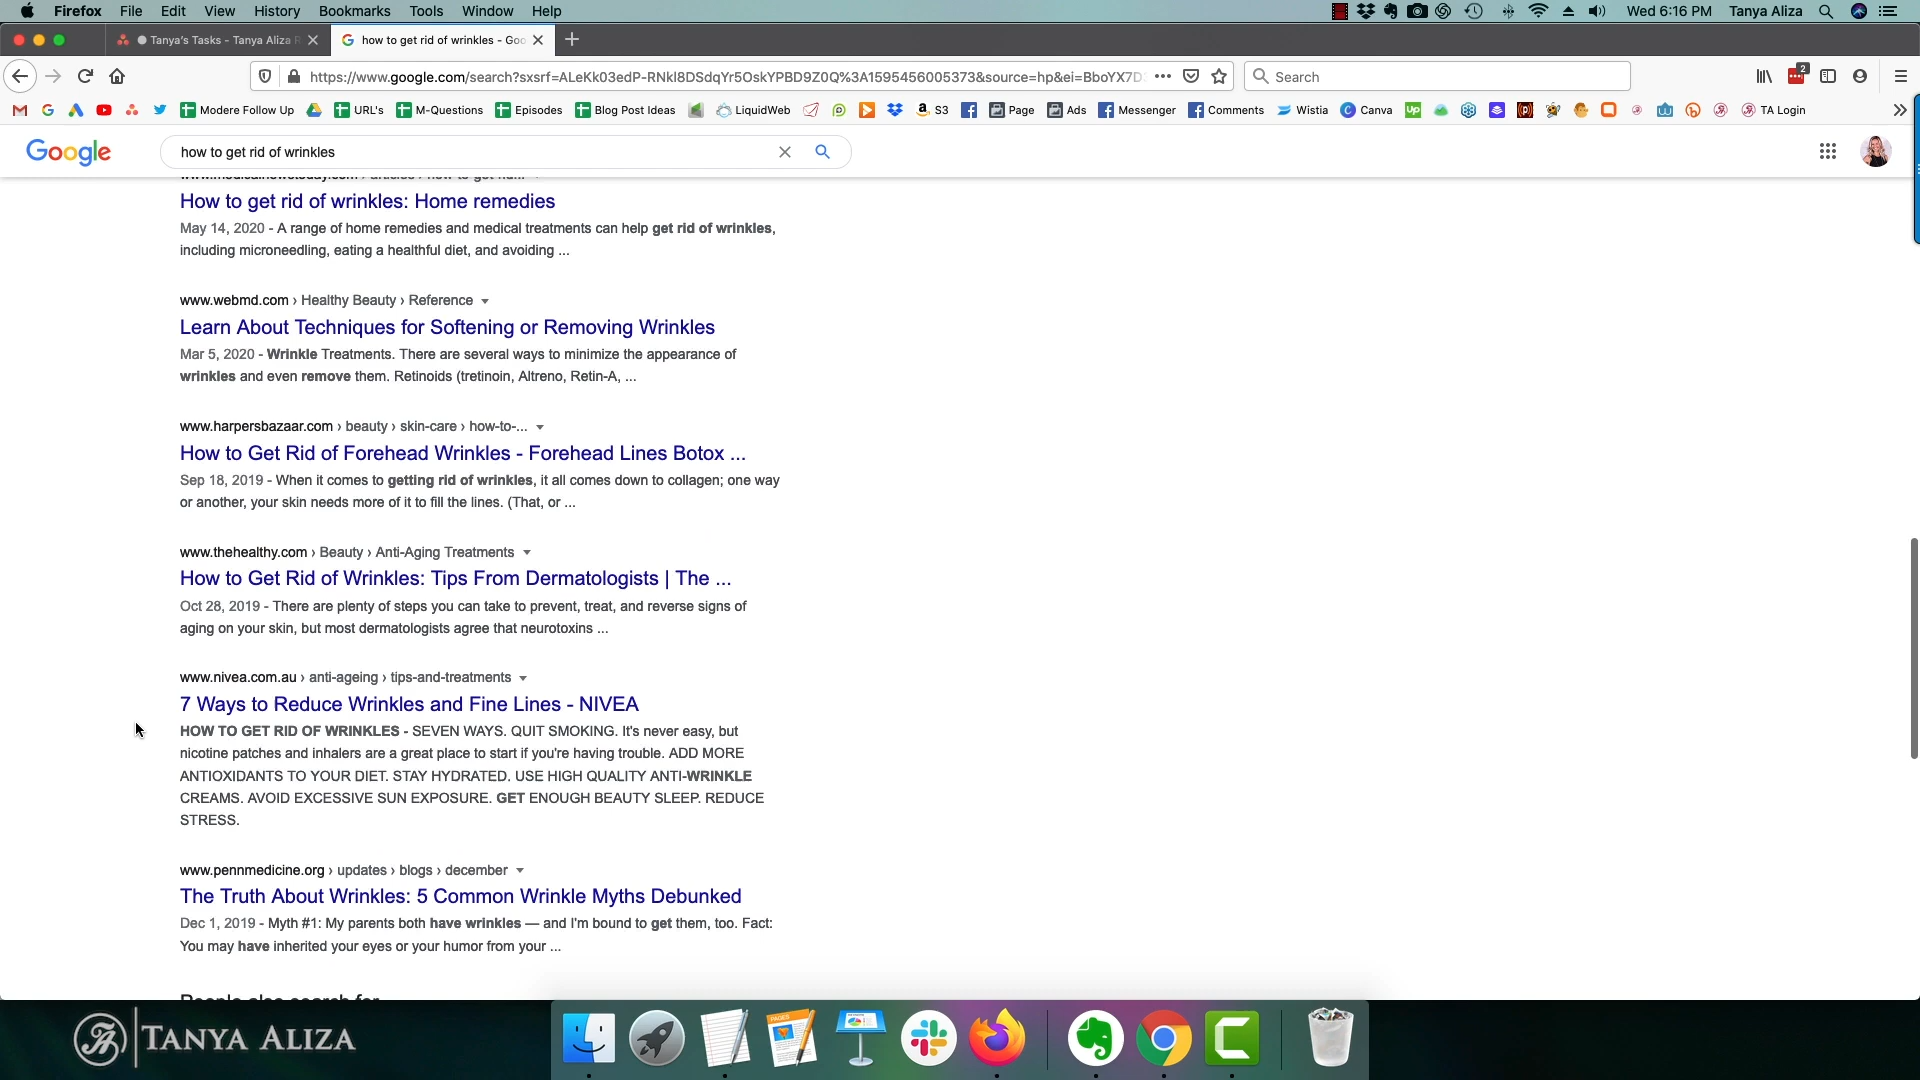 Firefox File Edit View History Bookmarks Tools Window Help
Wed 6:16 PM Tanya Aliza
Tanya's Tasks - Tanya Aliza
how to get rid of wrinkles - Goo
https://www.google.com/search?sxsrf=ALeKk03edP-RNkl8DSdqYr5OskYPBD9Z0Q%3A1595456005373&source=hp&ei=BboYX7D
Search
2
Modere Follow Up URL's M-Questions Episodes Blog Post Ideas LiquidWeb S3 Page Ads Messenger Comments Wistia Canva TA Login
Google
how to get rid of wrinkles
How to get rid of wrinkles: Home remedies
May 14, 2020 - A range of home remedies and medical treatments can help get rid of wrinkles,
including microneedling, eating a healthful diet, and avoiding ...
www.webmd.com › Healthy Beauty › Reference
Learn About Techniques for Softening or Removing Wrinkles
Mar 5, 2020 - Wrinkle Treatments. There are several ways to minimize the appearance of
wrinkles and even remove them. Retinoids (tretinoin, Altreno, Retin-A, ...
www.harpersbazaar.com › beauty › skin-care › how-to-...
How to Get Rid of Forehead Wrinkles - Forehead Lines Botox ...
Sep 18, 2019 - When it comes to getting rid of wrinkles, it all comes down to collagen; one way
or another, your skin needs more of it to fill the lines. (That, or ...
www.thehealthy.com › Beauty › Anti-Aging Treatments
How to Get Rid of Wrinkles: Tips From Dermatologists | The ...
Oct 28, 2019 - There are plenty of steps you can take to prevent, treat, and reverse signs of
aging on your skin, but most dermatologists agree that neurotoxins ...
www.nivea.com.au › anti-ageing › tips-and-treatments
7 Ways to Reduce Wrinkles and Fine Lines - NIVEA
HOW TO GET RID OF WRINKLES - SEVEN WAYS. QUIT SMOKING. It's never easy, but
nicotine patches and inhalers are a great place to start if you're having trouble. ADD MORE
ANTIOXIDANTS TO YOUR DIET. STAY HYDRATED. USE HIGH QUALITY ANTI-WRINKLE
CREAMS. AVOID EXCESSIVE SUN EXPOSURE. GET ENOUGH BEAUTY SLEEP. REDUCE
STRESS.
www.pennmedicine.org › updates › blogs › december
The Truth About Wrinkles: 5 Common Wrinkle Myths Debunked
Dec 1, 2019 - Myth #1: My parents both have wrinkles — and I'm bound to get them, too. Fact:
You may have inherited your eyes or your humor from your ...
People also search for
TANYA ALIZA
PAGES